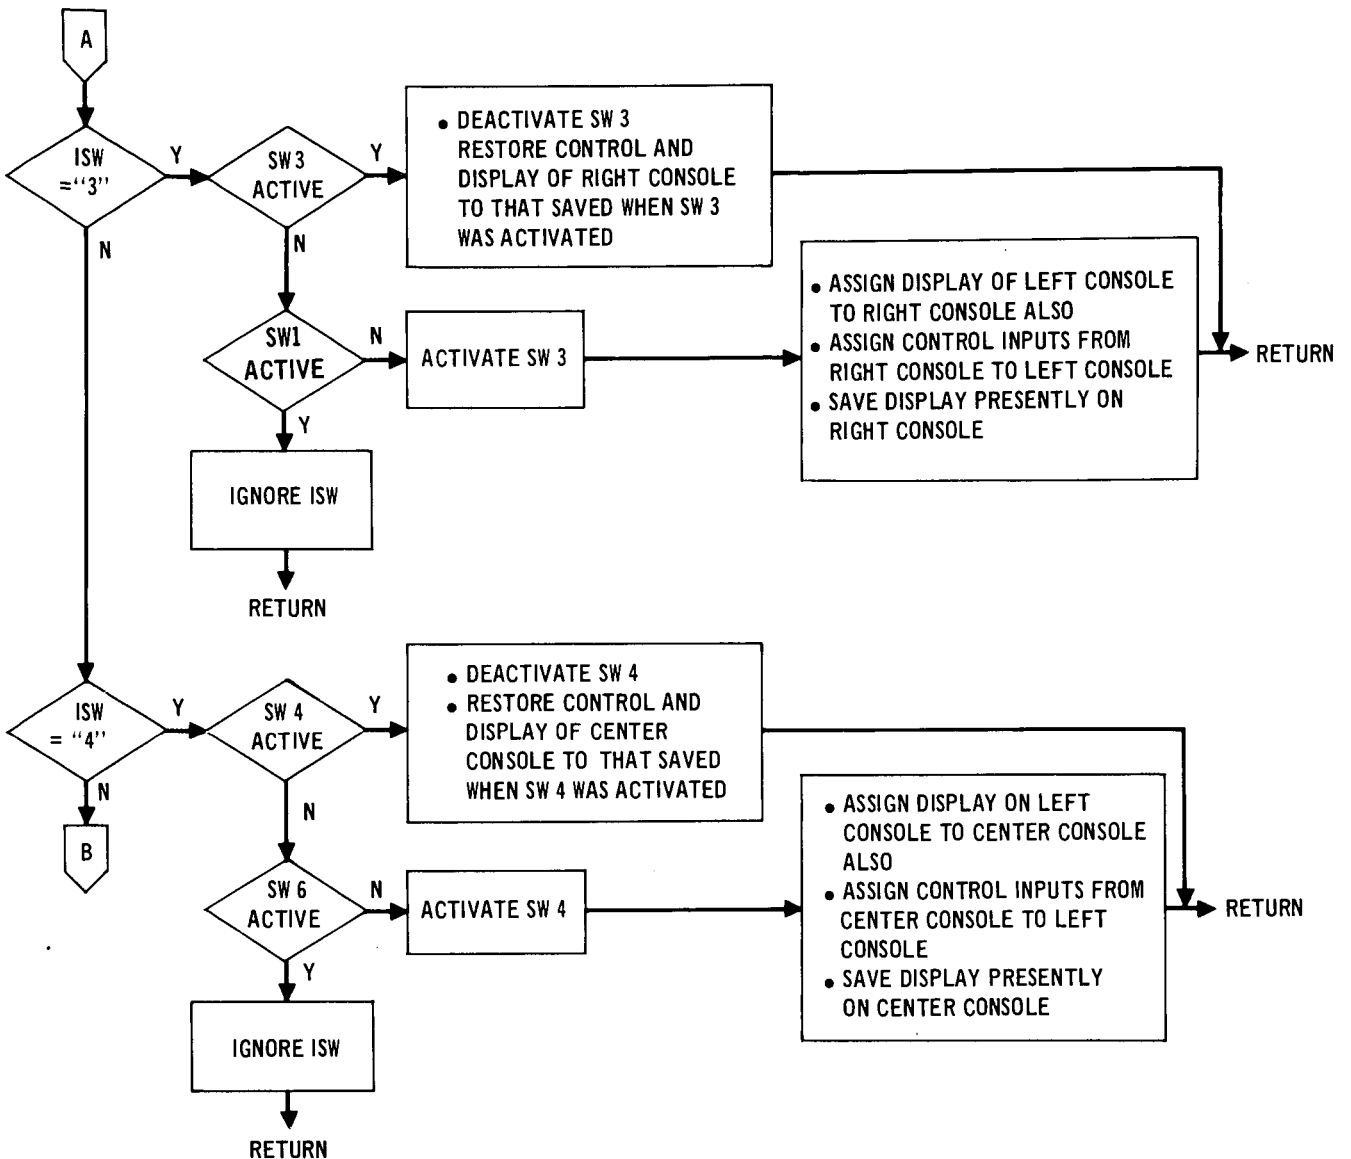 A
ISW
="3"
Y
N
SW 3
ACTIVE
Y
N
• DEACTIVATE SW 3
RESTORE CONTROL AND
DISPLAY OF RIGHT CONSOLE
TO THAT SAVED WHEN SW 3
WAS ACTIVATED
SW1
ACTIVE
N
Y
ACTIVATE SW 3
• ASSIGN DISPLAY OF LEFT CONSOLE
TO RIGHT CONSOLE ALSO
• ASSIGN CONTROL INPUTS FROM
RIGHT CONSOLE TO LEFT CONSOLE
• SAVE DISPLAY PRESENTLY ON
RIGHT CONSOLE
RETURN
IGNORE ISW
RETURN
ISW
= "4"
Y
N
B
SW 4
ACTIVE
Y
N
• DEACTIVATE SW 4
• RESTORE CONTROL AND
DISPLAY OF CENTER
CONSOLE TO THAT SAVED
WHEN SW 4 WAS ACTIVATED
SW 6
ACTIVE
N
Y
ACTIVATE SW 4
• ASSIGN DISPLAY ON LEFT
CONSOLE TO CENTER CONSOLE
ALSO
• ASSIGN CONTROL INPUTS FROM
CENTER CONSOLE TO LEFT
CONSOLE
• SAVE DISPLAY PRESENTLY
ON CENTER CONSOLE
RETURN
IGNORE ISW
RETURN